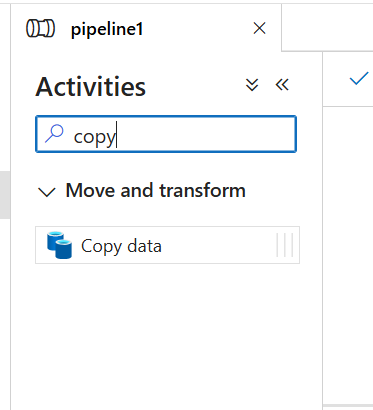 pipeline1
Activities
copy
Move and transform
Copy data